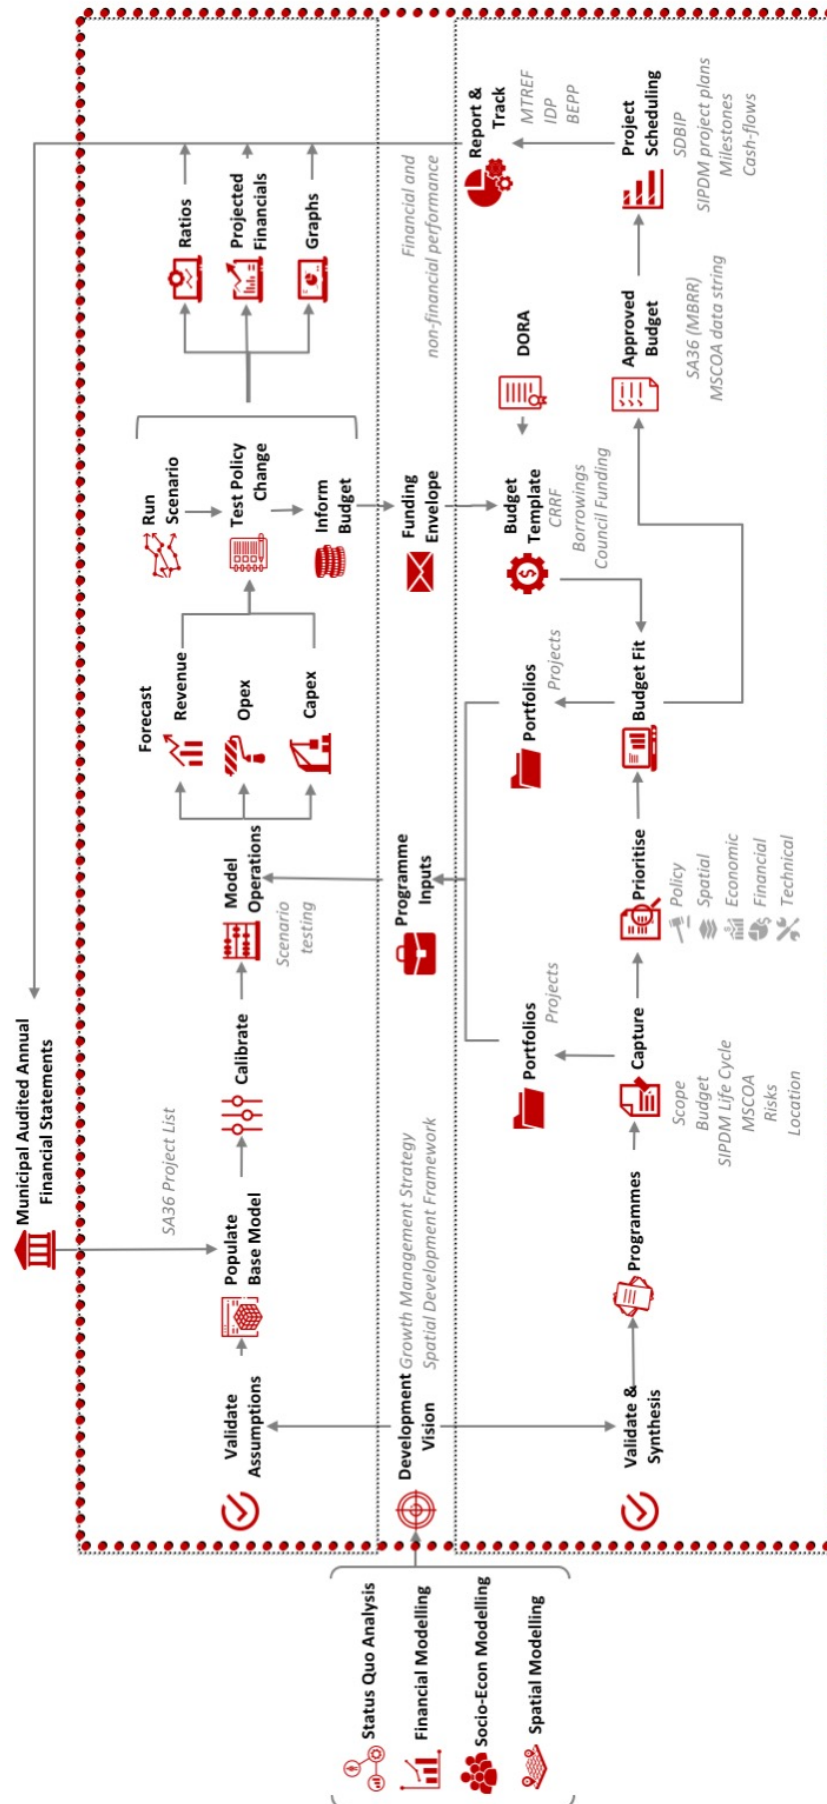 Municipal Audited Annual
Financial Statements
SA36 Project List
Status Quo Analysis
Financial Modelling
Socio-Econ Modelling
Spatial Modelling
Validate
Assumptions
Populate
Base Model
Calibrate
Model
Operations
Scenario
testing
Forecast
Revenue
Opex
Capex
Run
Scenario
Test Policy
Change
Inform
Budget
Ratios
Projected
Financials
Graphs
Development
Vision
Growth Management Strategy
Spatial Development Framework
Programme
Inputs
Funding
Envelope
Financial and
non-financial performance
Portfolios
Projects
Portfolios
Projects
Budget
Template
CRRF
Borrowings
Council Funding
DORA
Report &
Track
MTREF
IDP
BEPP
Validate &
Synthesis
Programmes
Capture
Scope
Budget
SIPDM Life Cycle
MSCOA
Risks
Location
Prioritise
Policy
Spatial
Economic
Financial
Technical
Budget Fit
Approved
Budget
SA36 (MBRR)
MSCOA data string
Project
Scheduling
SDBIP
SIPDM project plans
Milestones
Cash-flows